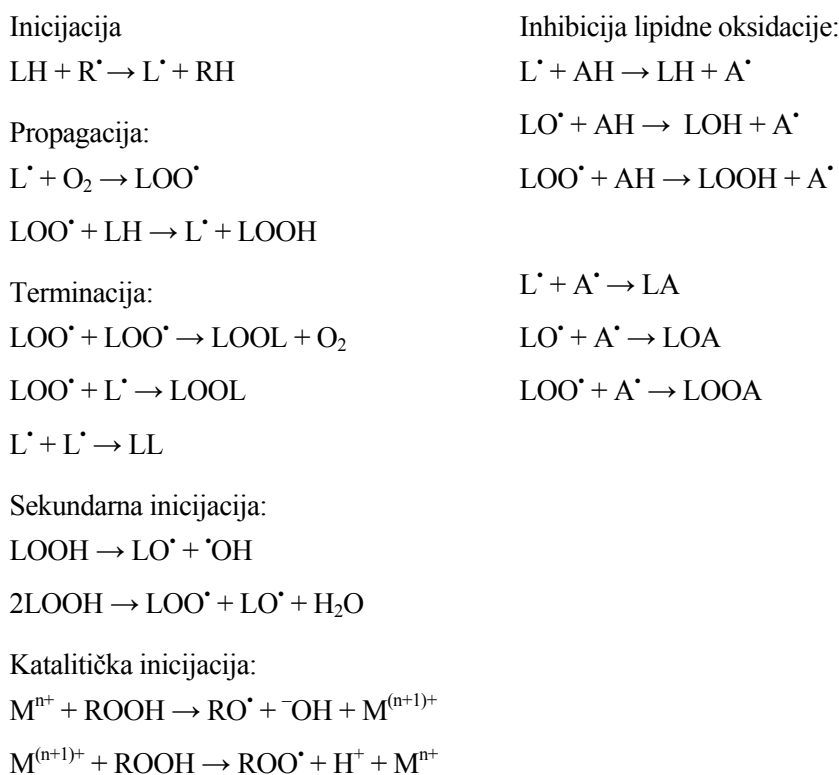 Inicijacija
LH + R• → L• + RH
Propagacija:
L• + O₂ → LOO•
LOO• + LH → L• + LOOH
Terminacija:
LOO• + LOO• → LOOL + O₂
LOO• + L• → LOOL
L• + L• → LL
Sekundarna inicijacija:
LOOH → LO• + •OH
2LOOH → LOO• + LO• + H₂O
Katalitička inicijacija:
Mⁿ⁺ + ROOH → RO• + ⁻OH + M⁽ⁿ⁺¹⁾⁺
M⁽ⁿ⁺¹⁾⁺ + ROOH → ROO• + H⁺ + Mⁿ⁺
Inhibicija lipidne oksidacije:
L• + AH → LH + A•
LO• + AH → LOH + A•
LOO• + AH → LOOH + A•
L• + A• → LA
LO• + A• → LOA
LOO• + A• → LOOA